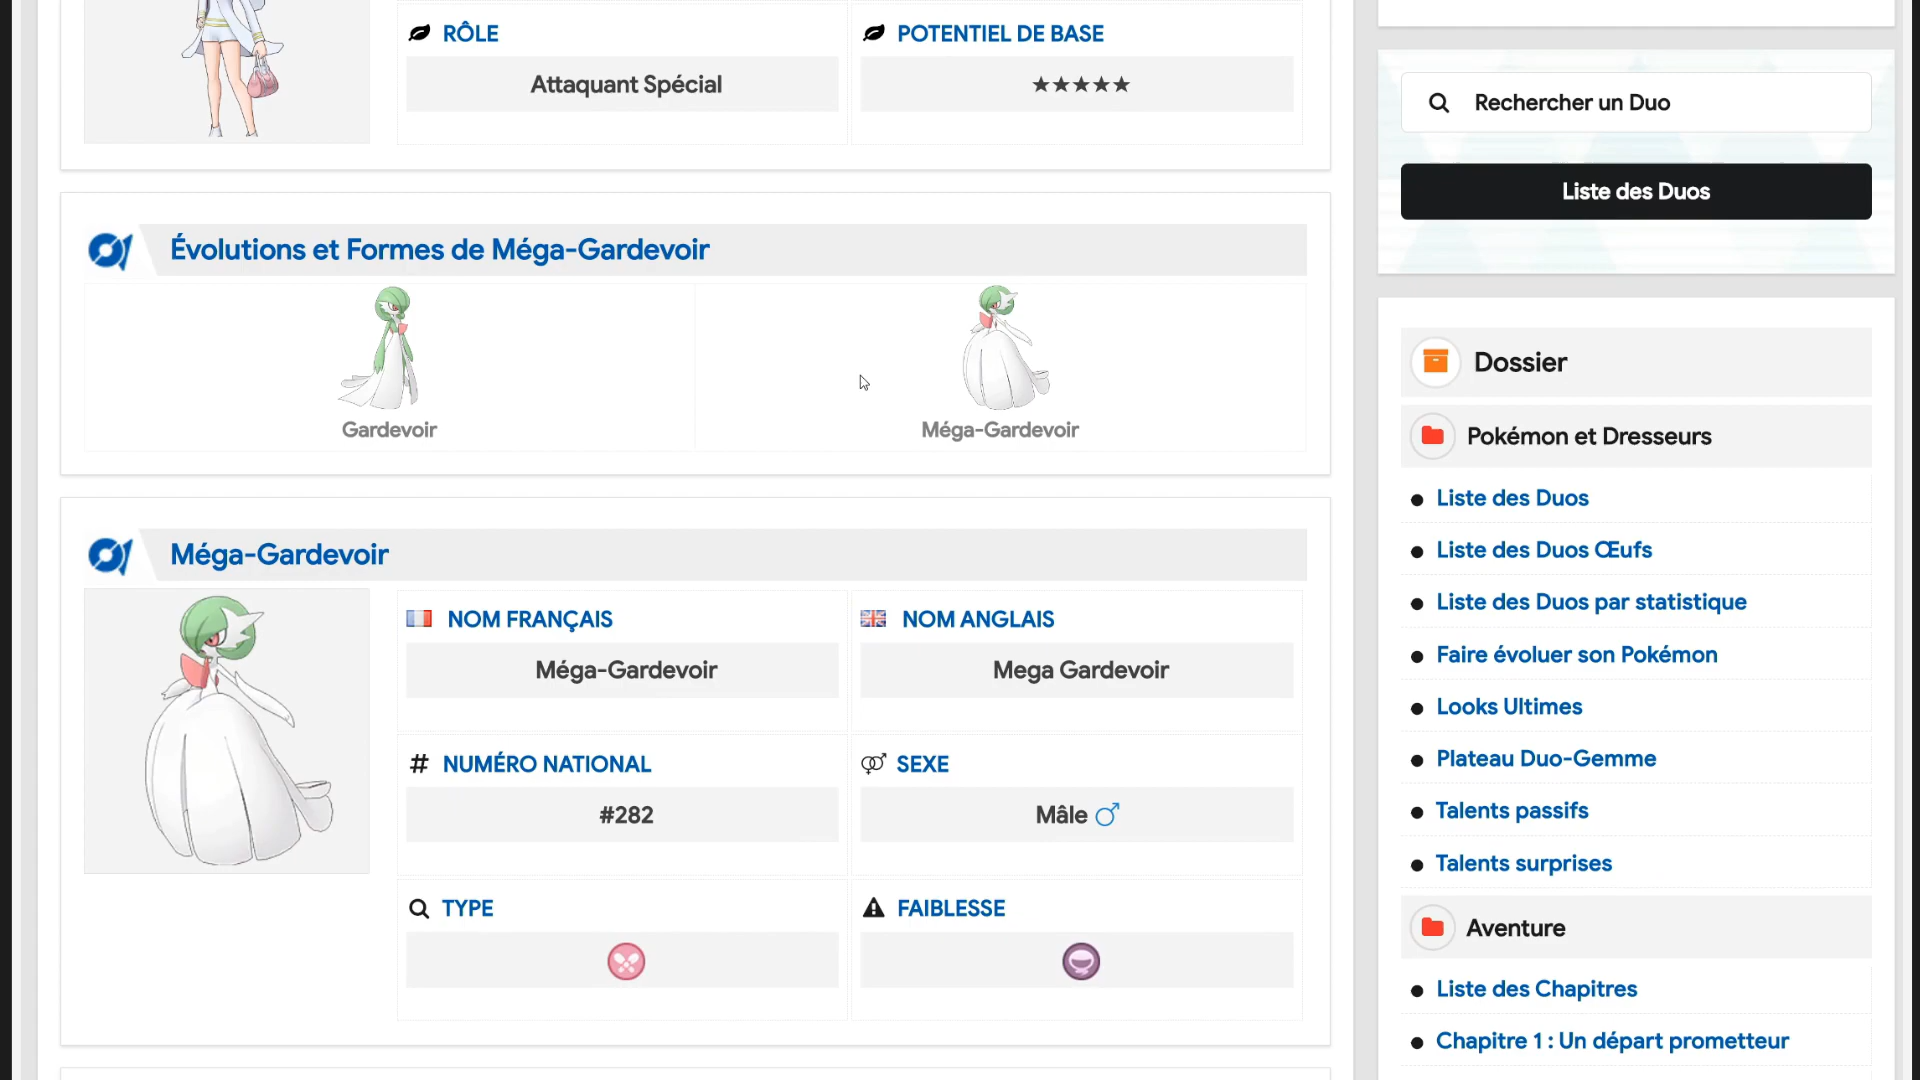 RÔLE
POTENTIEL DE BASE
Attaquant Spécial
★★★★★
Évolutions et Formes de Méga-Gardevoir
Gardevoir
Méga-Gardevoir
Méga-Gardevoir
NOM FRANÇAIS
NOM ANGLAIS
Méga-Gardevoir
Mega Gardevoir
# NUMÉRO NATIONAL
SEXE
#282
Mâle ♂
TYPE
FAIBLESSE
Rechercher un Duo
Liste des Duos
Dossier
Pokémon et Dresseurs
Liste des Duos
Liste des Duos Œufs
Liste des Duos par statistique
Faire évoluer son Pokémon
Looks Ultimes
Plateau Duo-Gemme
Talents passifs
Talents surprises
Aventure
Liste des Chapitres
Chapitre 1 : Un départ prometteur